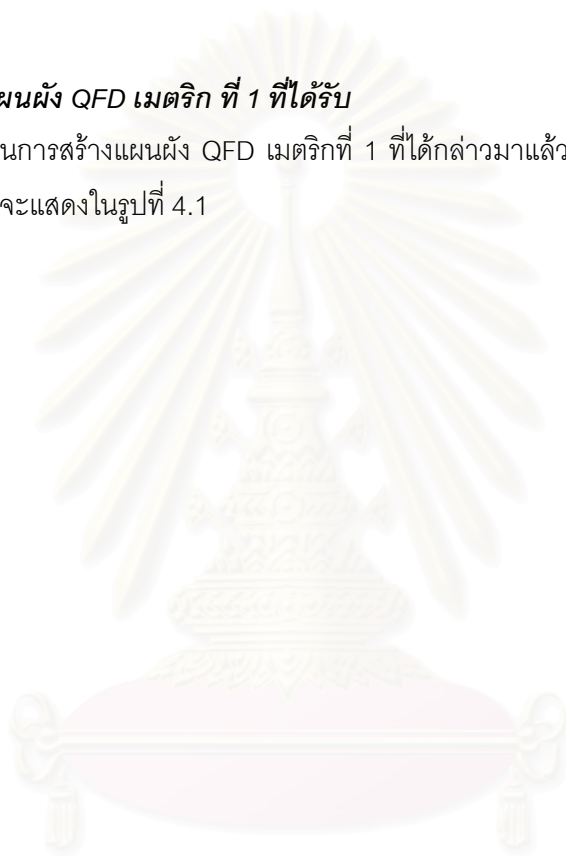 ผนผัง QFD เมตริก ที่ 1 ที่ได้รับ
นการสร้างแผนผัง QFD เมตริกที่ 1 ที่ได้กล่าวมาแล้ว
จะแสดงในรูปที่ 4.1